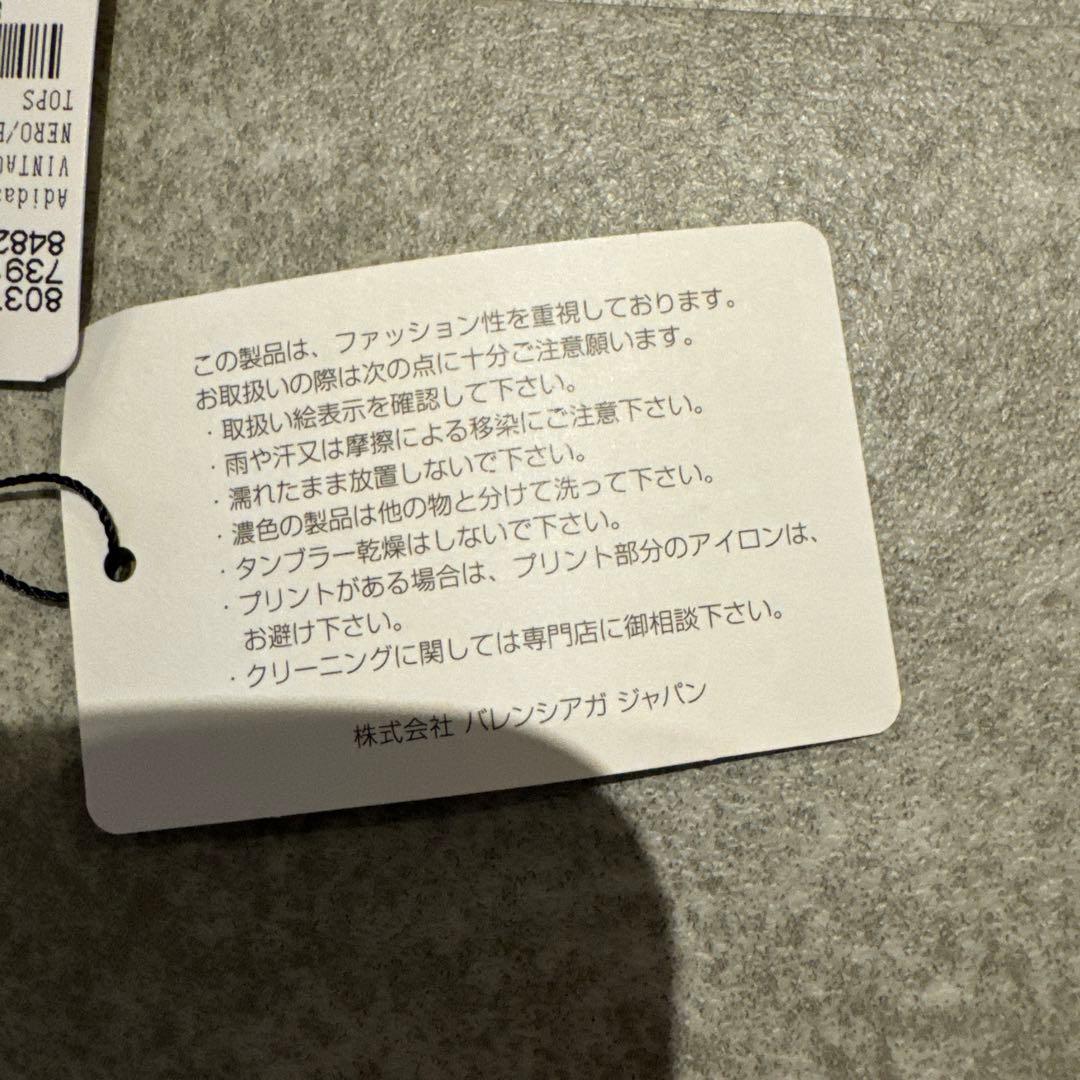 この製品は、ファッション性を重視しております。
お取扱いの際は次の点に十分ご注意願います。
・取扱い絵表示を確認して下さい。
・雨や汗又は摩擦による移染にご注意下さい。
・濡れたまま放置しないで下さい。
・濃色の製品は他の物と分けて洗って下さい。
・タンブラー乾燥はしないで下さい。
・プリントがある場合は、プリント部分のアイロンは、
お避け下さい。
・クリーニングに関しては専門店に御相談下さい。
株式会社 バレンシアガ ジャパン
TOPS
NERO/